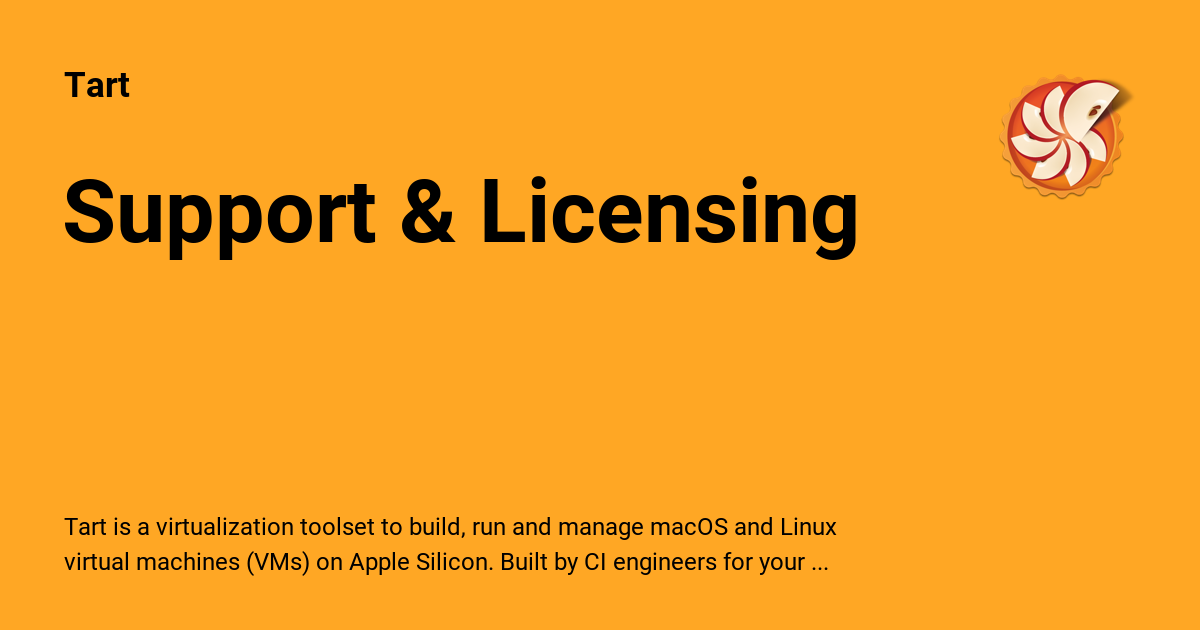 Tart
Support & Licensing
Tart is a virtualization toolset to build, run and manage macOS and Linux
virtual machines (VMs) on Apple Silicon. Built by CI engineers for your ...